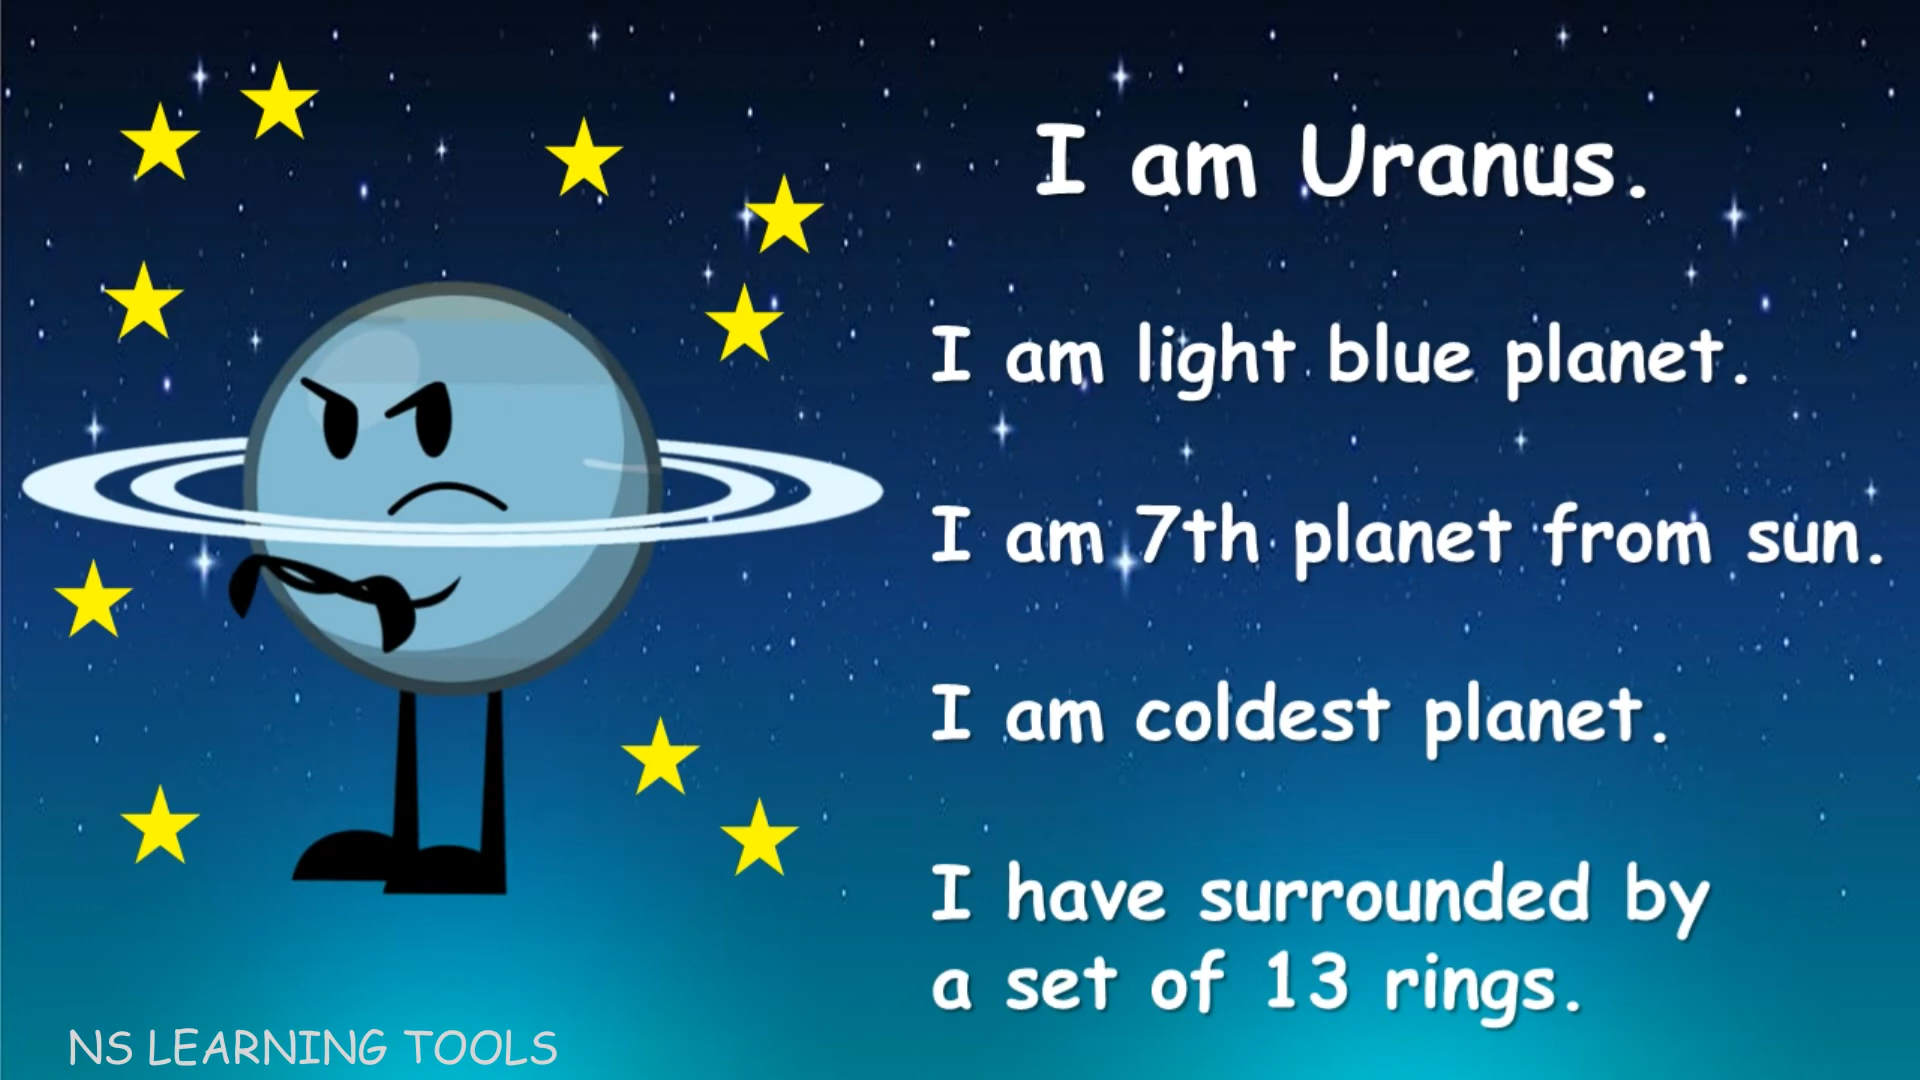 I am Uranus.
I am light blue planet.
I am 7th planet from sun.
I am coldest planet.
I have surrounded by
a set of 13 rings.
NS LEARNING TOOLS